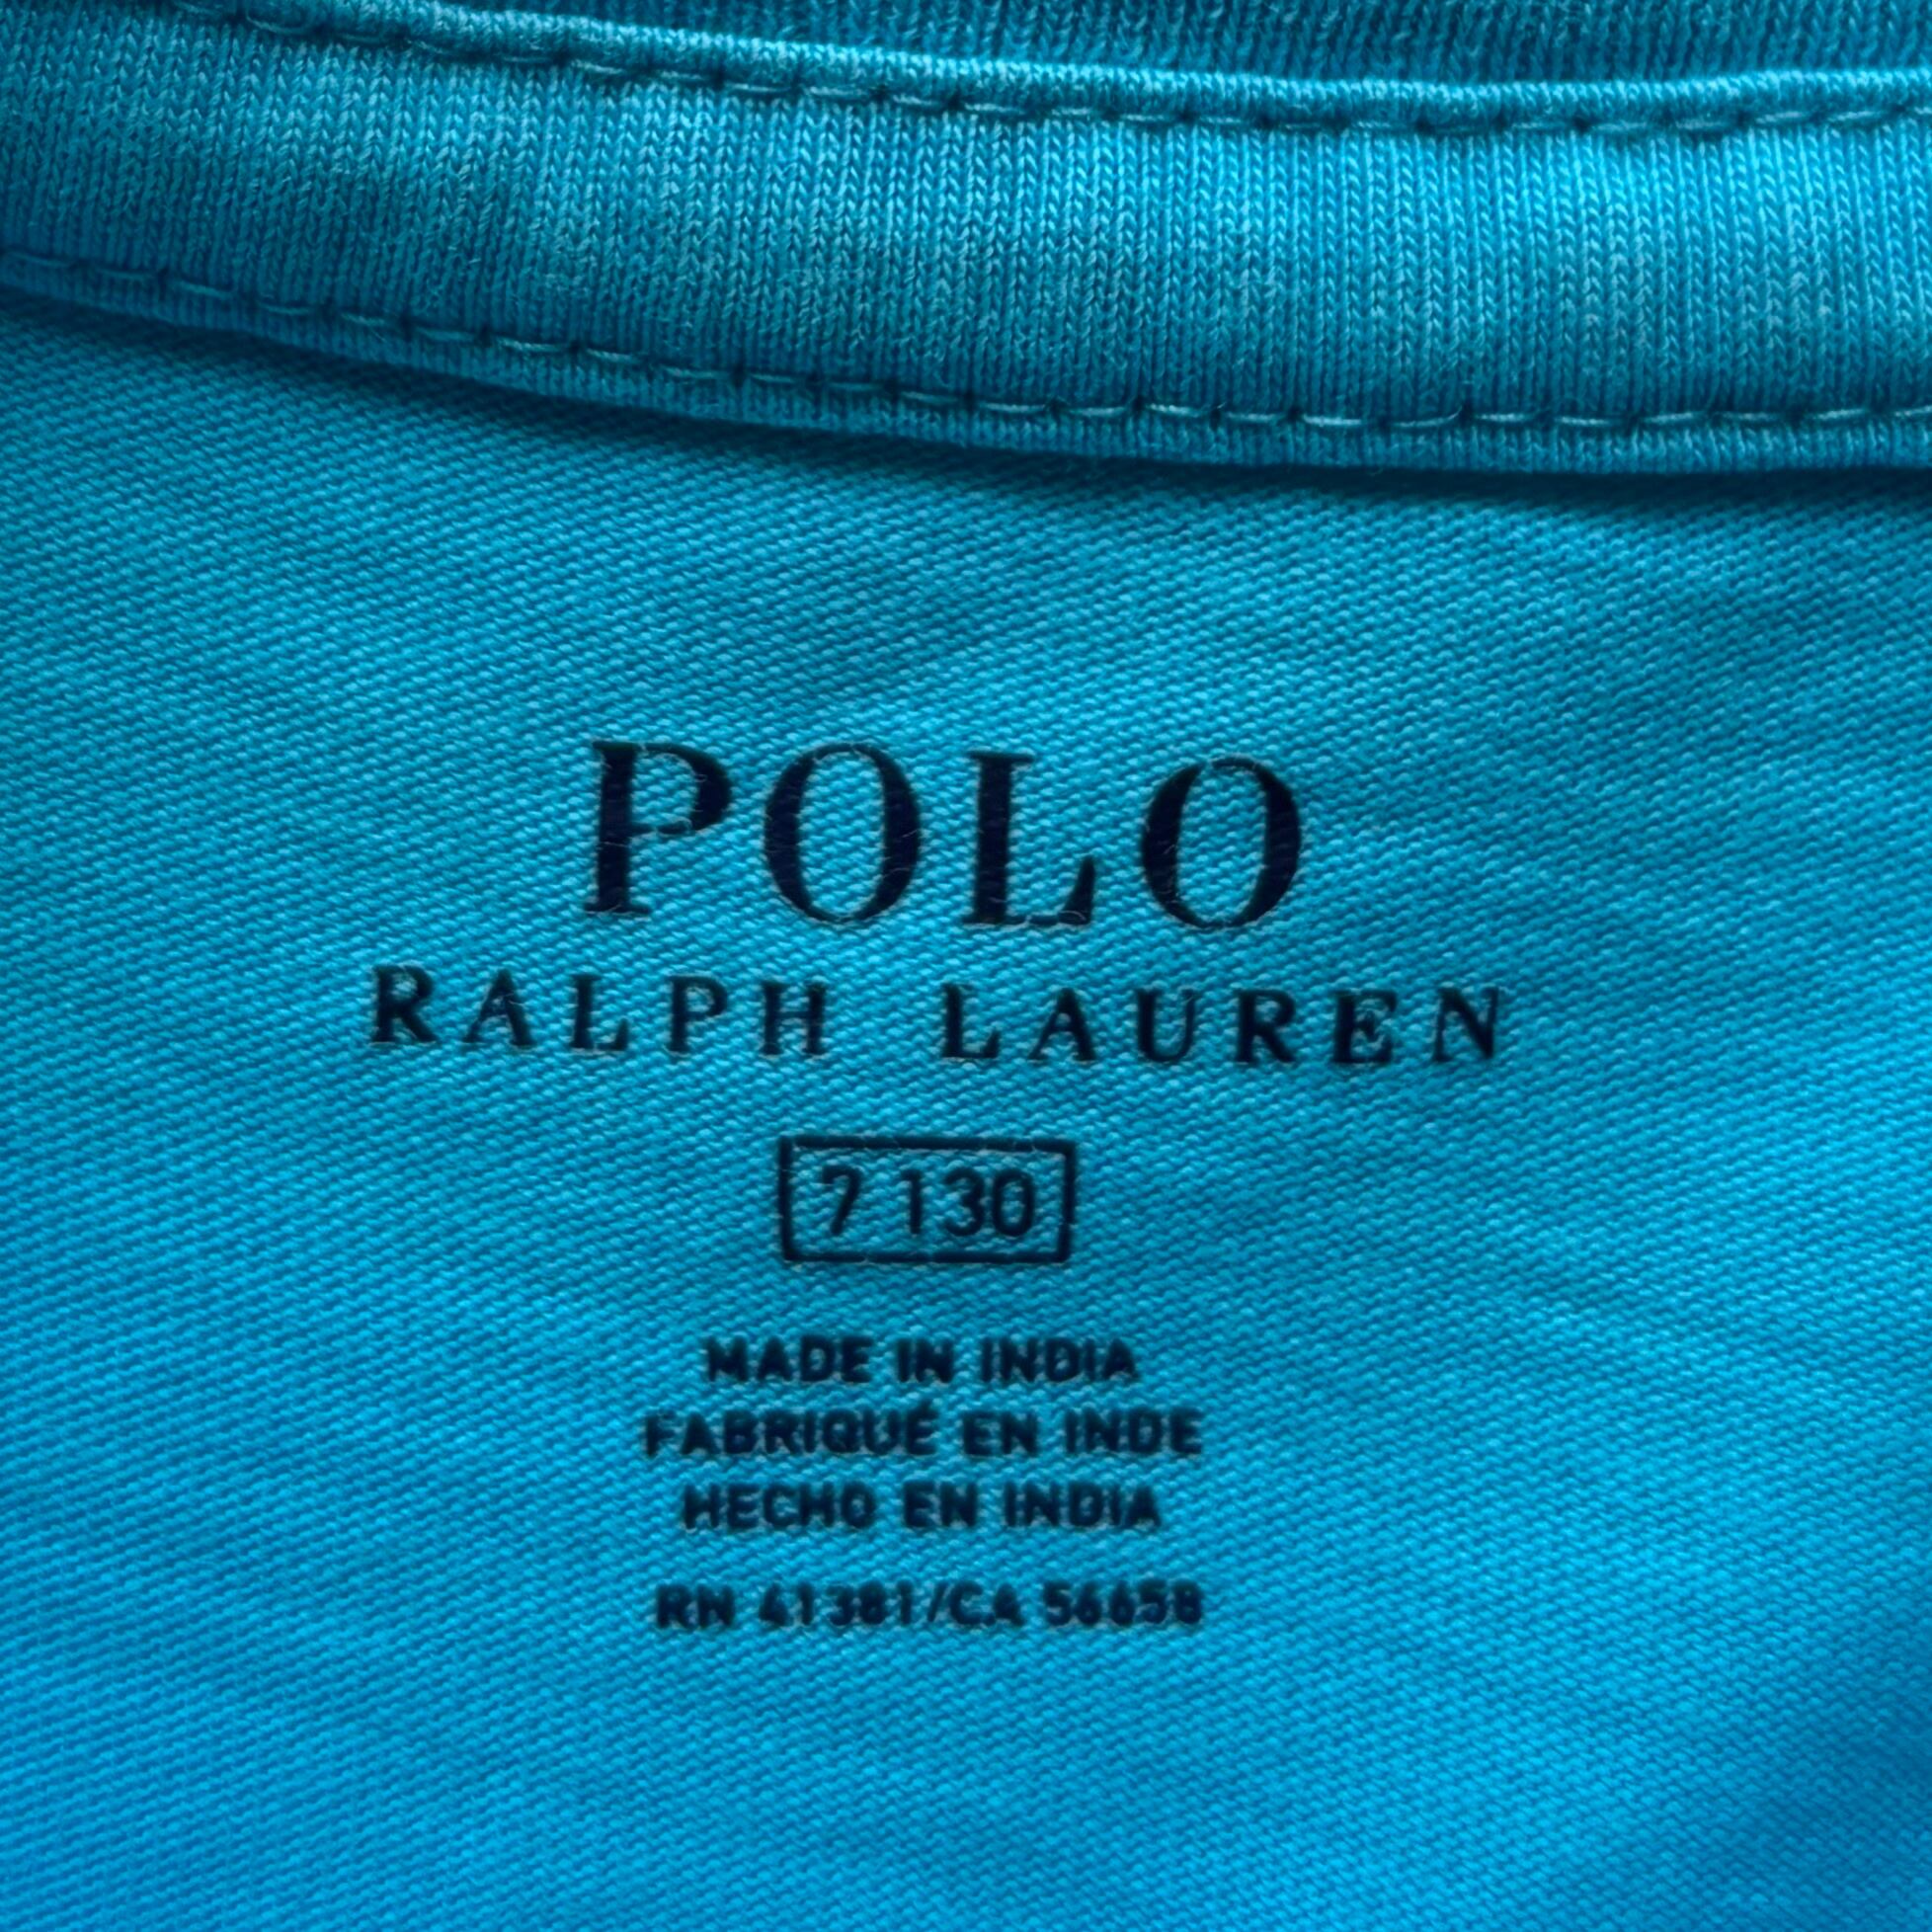 POLO
RALPH LAUREN
7 130
MADE IN INDIA
FABRIQUÉ EN INDE
HECHO EN INDIA
RN 41381/CA 56658